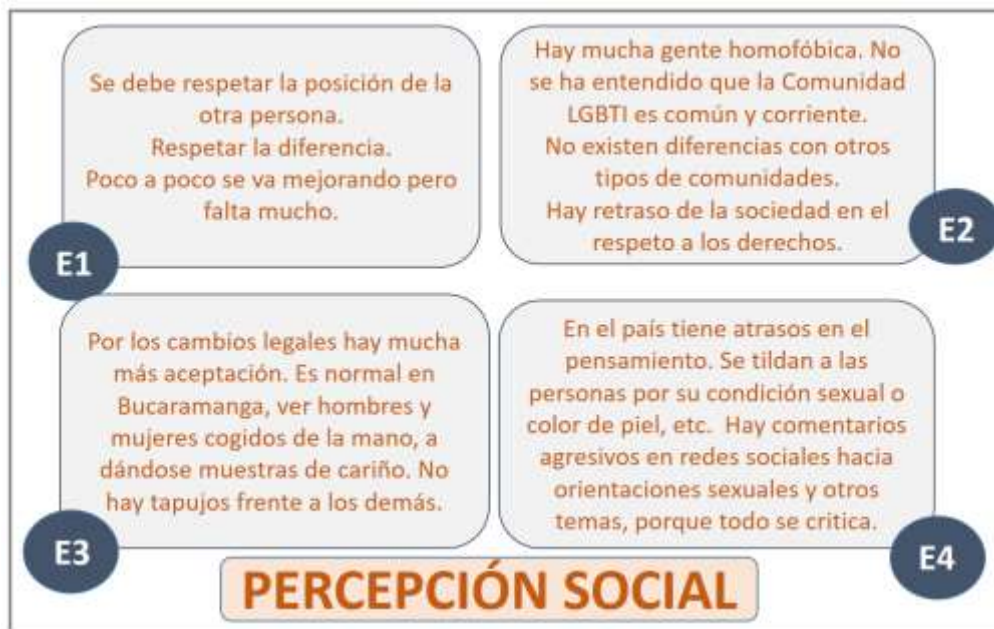 Se debe respetar la posición de la
otra persona.
Respetar la diferencia.
Poco a poco se va mejorando pero
falta mucho.
E1
Hay mucha gente homofóbica. No
se ha entendido que la Comunidad
LGBTI es común y corriente.
No existen diferencias con otros
tipos de comunidades.
Hay retraso de la sociedad en el
respeto a los derechos.
E2
Por los cambios legales hay mucha
más aceptación. Es normal en
Bucaramanga, ver hombres y
mujeres cogidos de la mano, a
dándose muestras de cariño. No
hay tapujos frente a los demás.
E3
En el país tiene atrasos en el
pensamiento. Se tildan a las
personas por su condición sexual o
color de piel, etc. Hay comentarios
agresivos en redes sociales hacia
orientaciones sexuales y otros
temas, porque todo se critica.
E4
PERCEPCIÓN SOCIAL